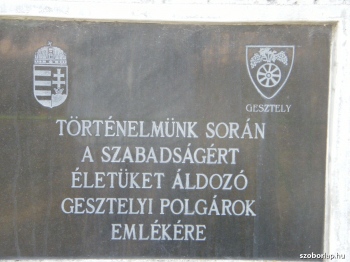 GESZTELY
TÖRTÉNELMÜNK SORÁN
A SZABADSÁGÉRT
ÉLETÜKET ÁLDOZÓ
GESZTELYI POLGÁROK
EMLÉKÉRE
szoborlap.hu